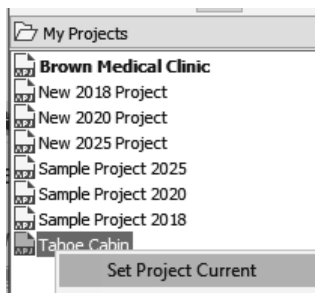 My Projects
Brown Medical Clinic
New 2018 Project
New 2020 Project
New 2025 Project
Sample Project 2025
Sample Project 2020
Sample Project 2018
Tahoe Cabin
Set Project Current